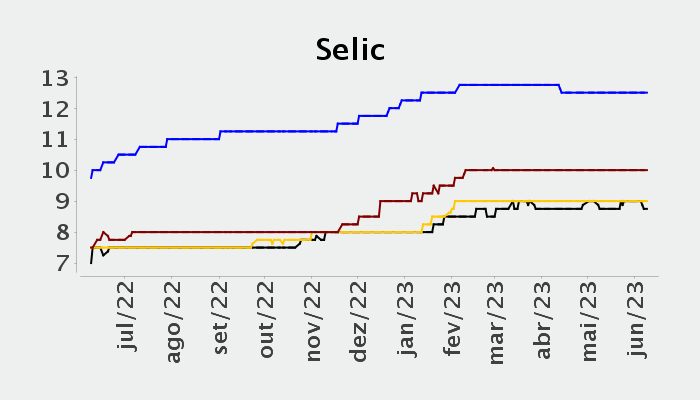 Selic
13
12
11
10
9
8
7
jul/22
ago/22
set/22
out/22
nov/22
dez/22
jan/23
fev/23
mar/23
abr/23
mai/23
jun/23